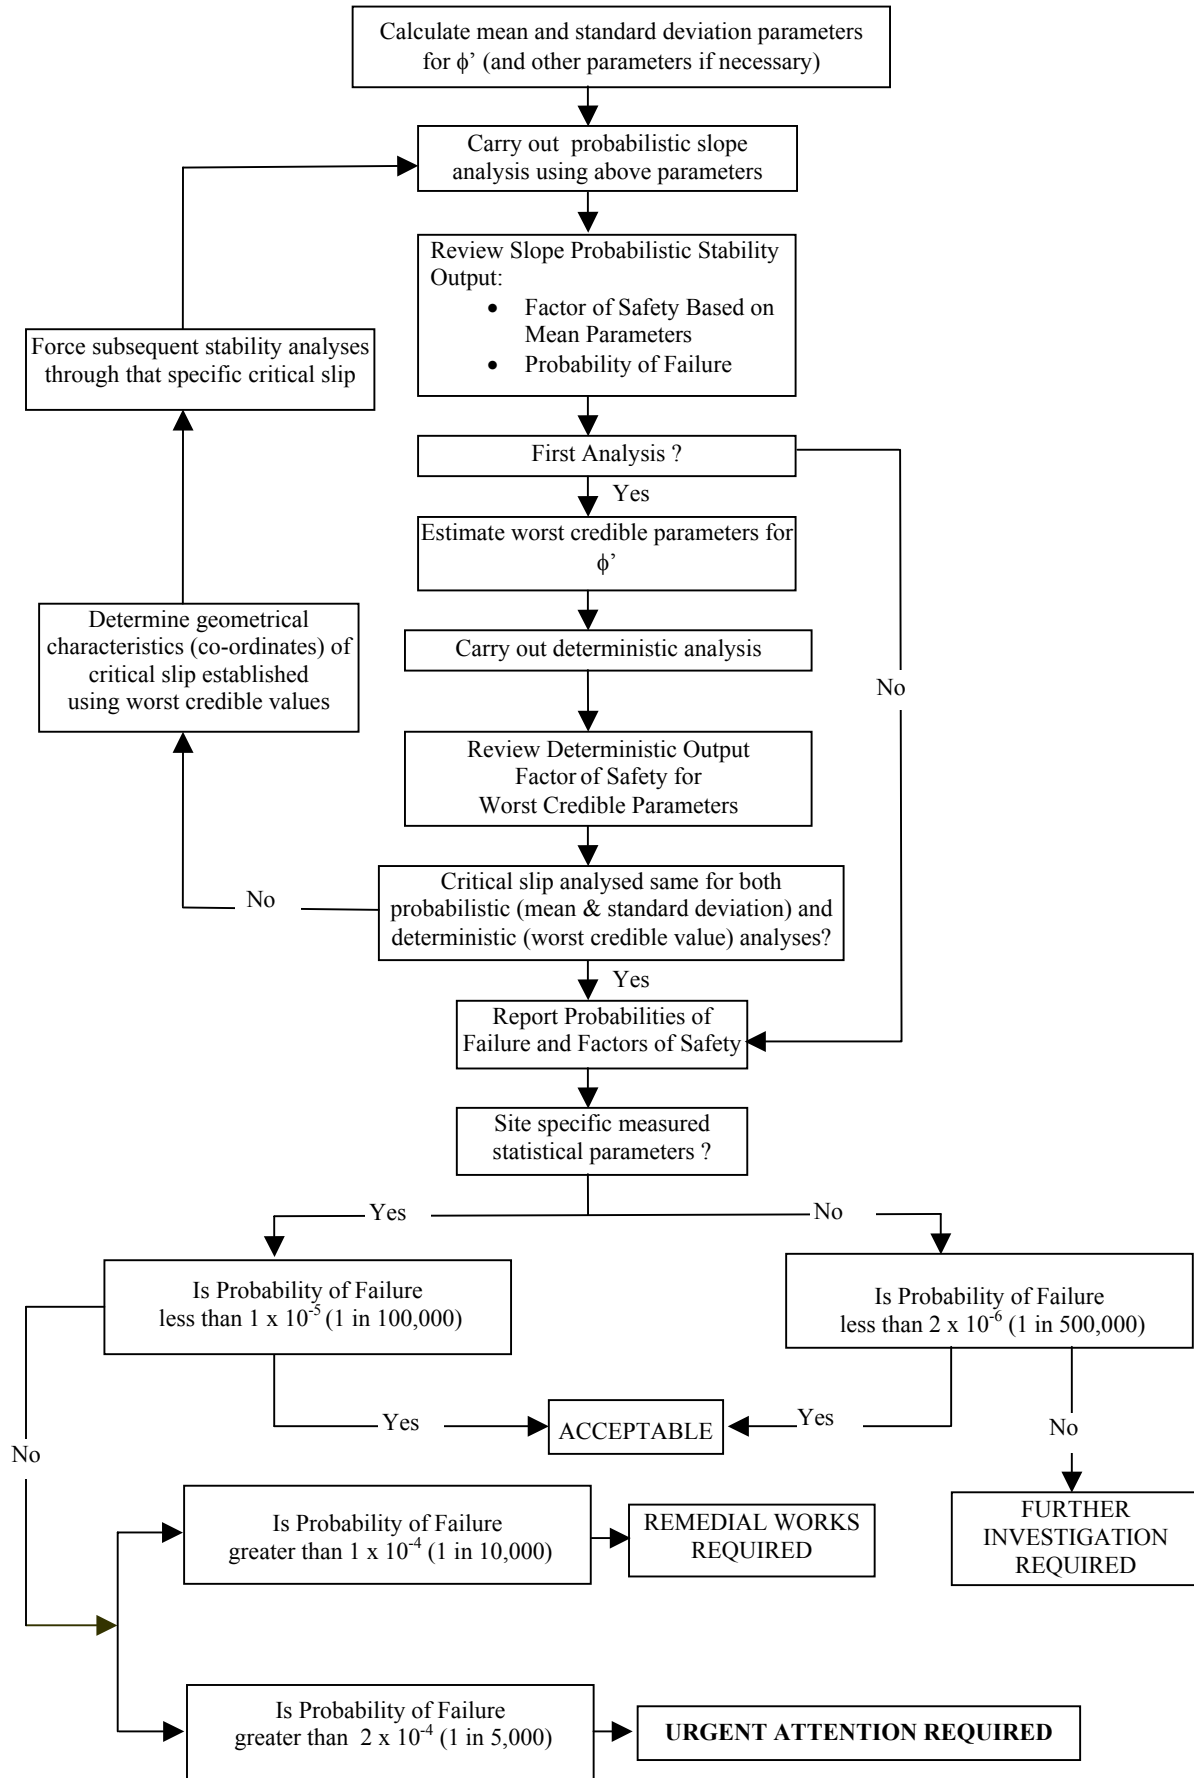 Calculate mean and standard deviation parameters
for ϕ’ (and other parameters if necessary)
Carry out probabilistic slope
analysis using above parameters
Review Slope Probabilistic Stability
Output:
• Factor of Safety Based on
Mean Parameters
• Probability of Failure
Force subsequent stability analyses
through that specific critical slip
First Analysis ?
Yes
Estimate worst credible parameters for
ϕ’
Determine geometrical
characteristics (co-ordinates) of
critical slip established
using worst credible values
Carry out deterministic analysis
No
Review Deterministic Output
Factor of Safety for
Worst Credible Parameters
No
Critical slip analysed same for both
probabilistic (mean & standard deviation) and
deterministic (worst credible value) analyses?
Yes
Report Probabilities of
Failure and Factors of Safety
Site specific measured
statistical parameters ?
Yes
No
Is Probability of Failure
less than 1 x 10⁻⁵ (1 in 100,000)
Is Probability of Failure
less than 2 x 10⁻⁶ (1 in 500,000)
Yes
ACCEPTABLE
Yes
No
No
Is Probability of Failure
greater than 1 x 10⁻⁴ (1 in 10,000)
REMEDIAL WORKS
REQUIRED
FURTHER
INVESTIGATION
REQUIRED
Is Probability of Failure
greater than 2 x 10⁻⁴ (1 in 5,000)
URGENT ATTENTION REQUIRED